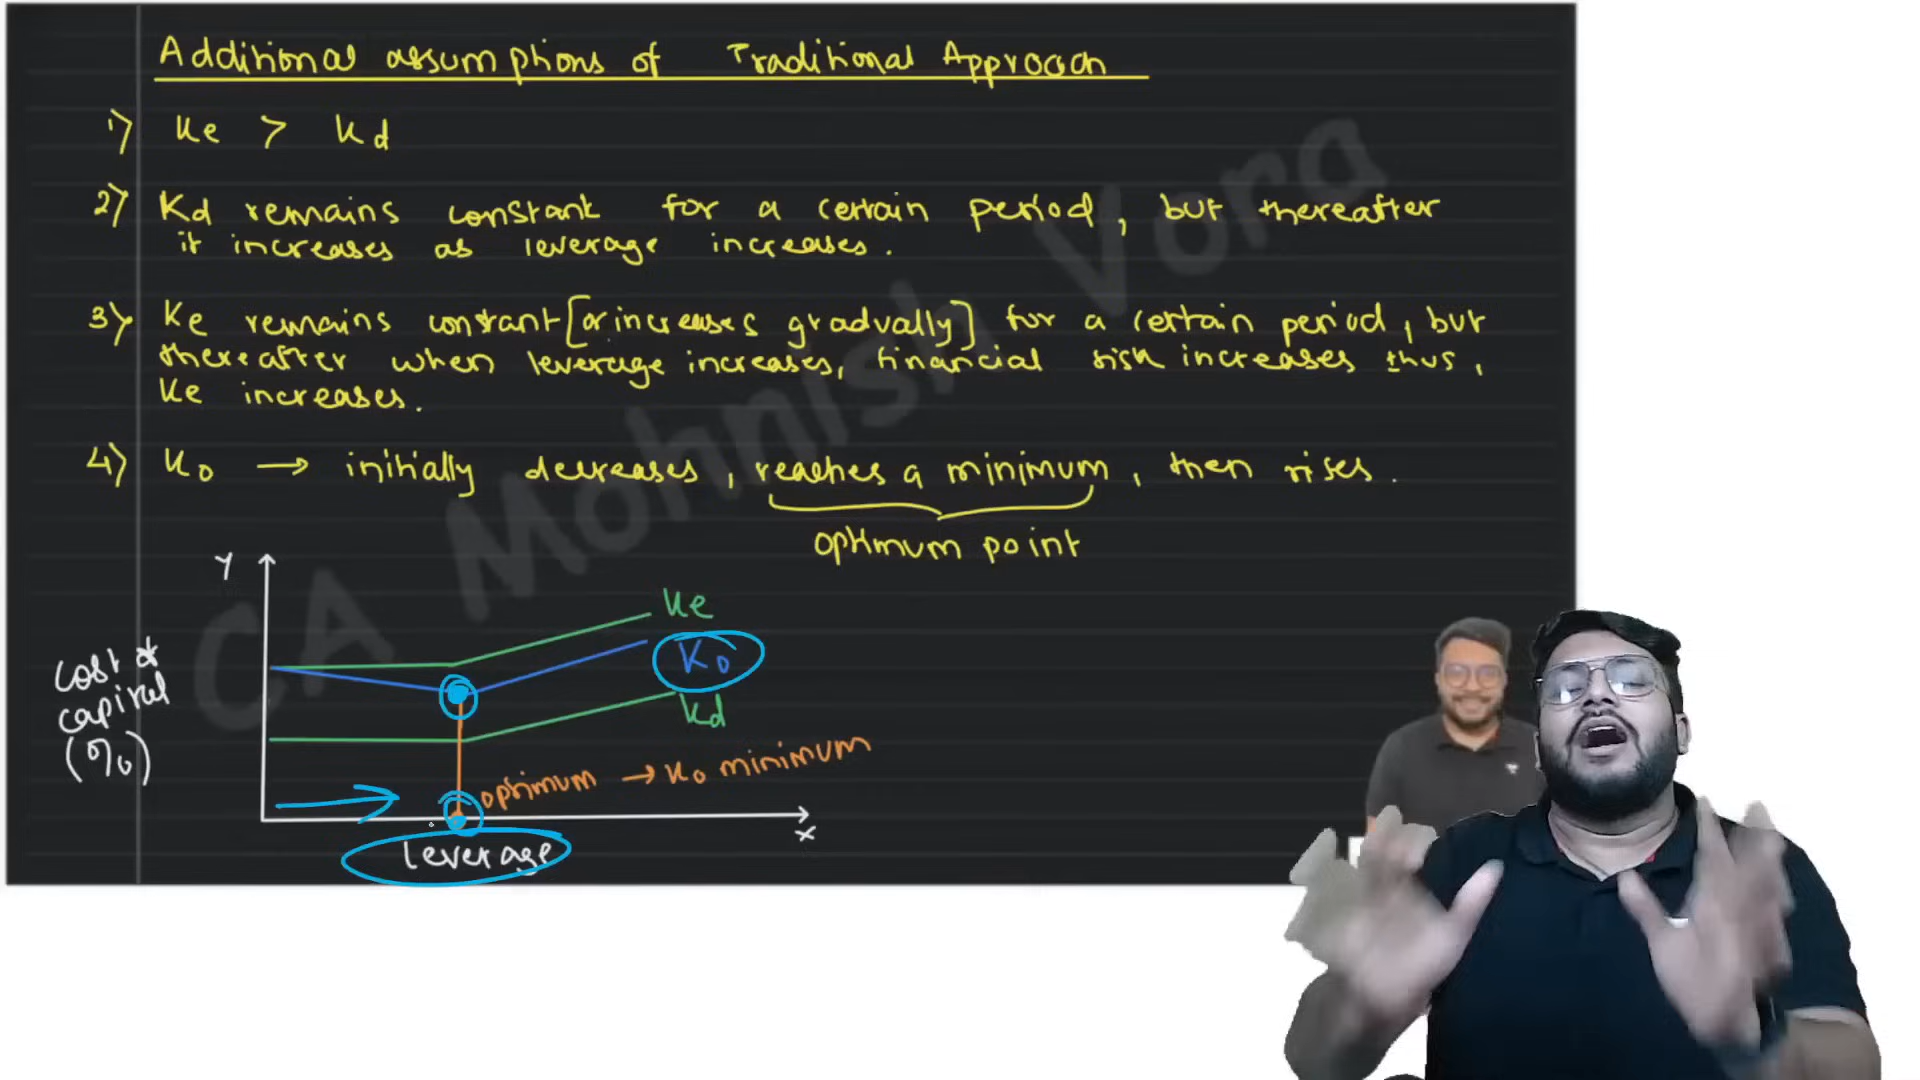 Additional assumptions of Traditional Approach
1) Ke > Kd
2) Kd remains constant for a certain period, but thereafter
it increases as leverage increases.
3) Ke remains constant [or increases gradually] for a certain period, but
thereafter when leverage increases, financial risk increases thus,
Ke increases.
4) Ko → initially decreases, reaches a minimum, then rises.
optimum point
Y
Ke
Ko
Kd
cost of
capital
(%)
optimum → Ko minimum
X
leverage
CA Mohnish Vora